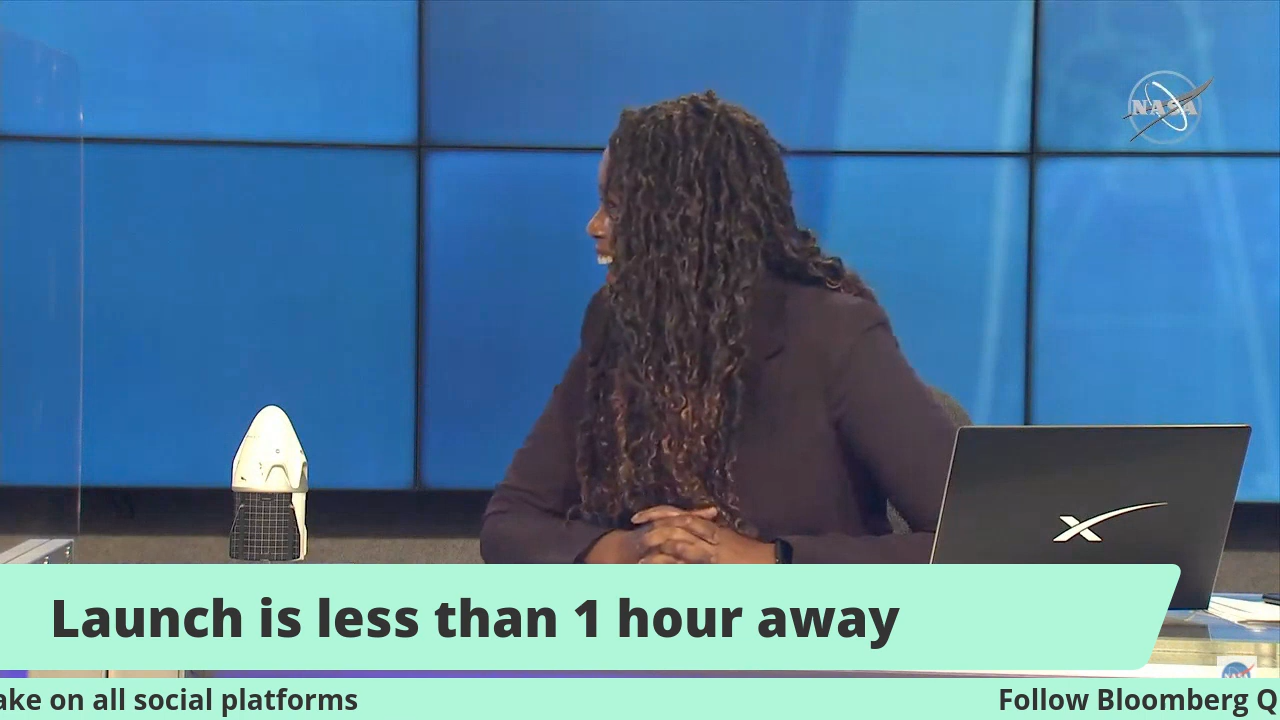 NASA
X
Launch is less than 1 hour away
ake on all social platforms
Follow Bloomberg Q